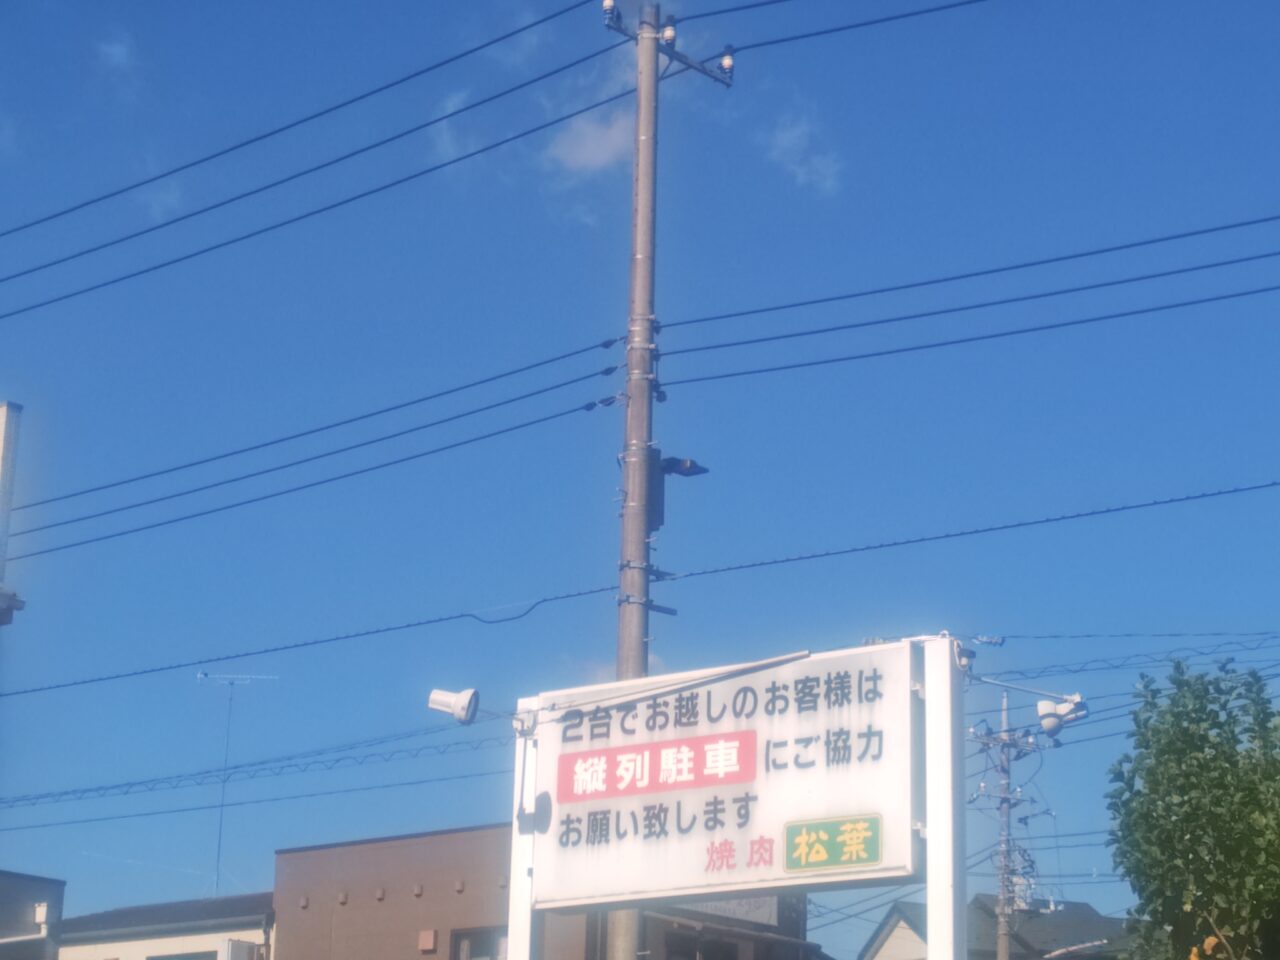 2台でお越しのお客様は
縦列駐車にご協力
お願い致します
焼肉 松葉